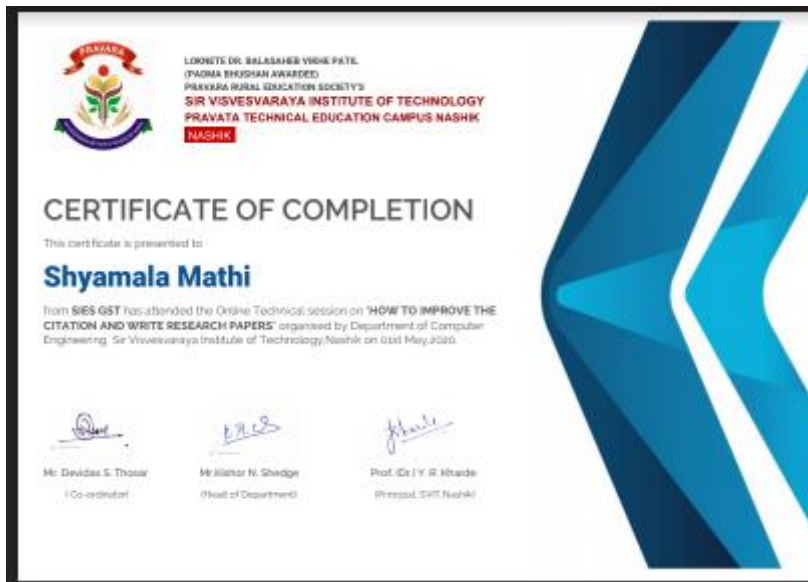 PRAVARA
LOKNETE DR. BALASAHEB VIKHE PATIL
(PADMA BHUSHAN AWARDEE)
PRAVARA RURAL EDUCATION SOCIETY'S
SIR VISVESVARAYA INSTITUTE OF TECHNOLOGY
PRAVATA TECHNICAL EDUCATION CAMPUS NASHIK
NASHIK
CERTIFICATE OF COMPLETION
This certificate is presented to
Shyamala Mathi
from SIES GST has attended the Online Technical session on "HOW TO IMPROVE THE
CITATION AND WRITE RESEARCH PAPERS" organised by Department of Computer
Engineering, Sir Visvesvaraya Institute of Technology,Nashik on 01st May,2020.
Mr. Devidas S. Thosar
Mr.Kishor N. Shedge
Prof. (Dr.) Y. R. Kharde
( Co-ordinator)
(Head of Department)
(Principal, SVIT Nashik)